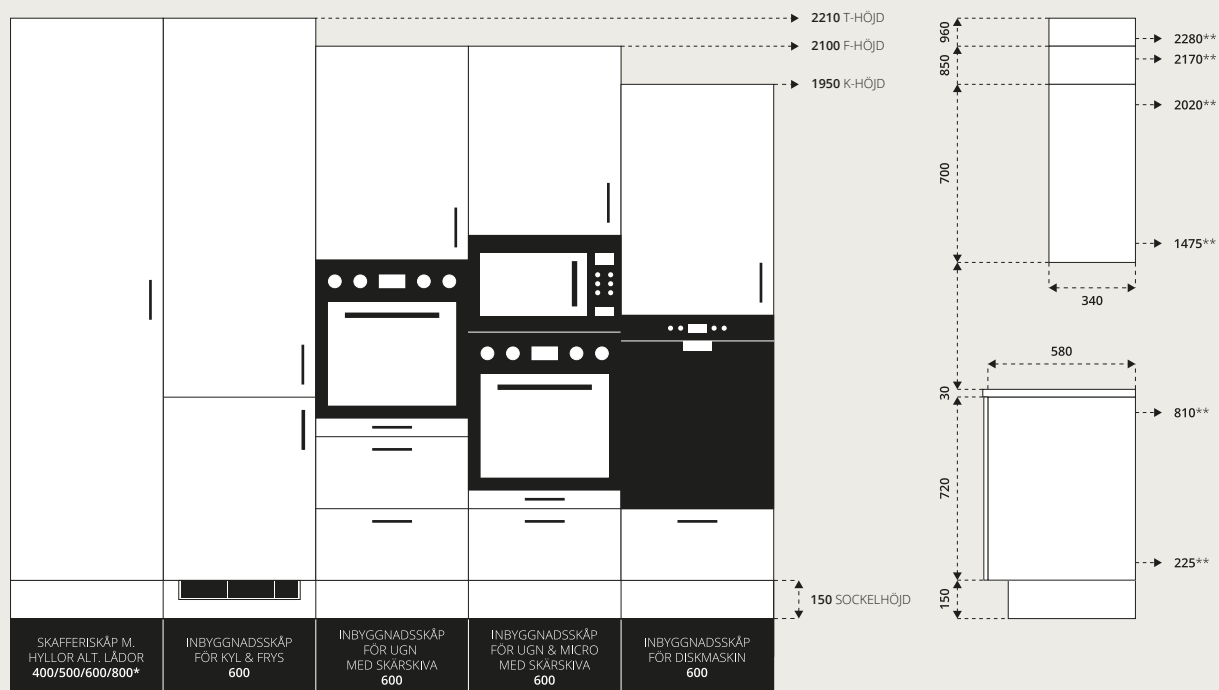 2210 T-HÖJD
2100 F-HÖJD
1950 K-HÖJD
150 SOCKELHÖJD
SKAFFERISKÅP M.
HYLLOR ALT. LÅDOR
400/500/600/800*
INBYGGNADSSKÅP
FÖR KYL & FRYS
600
INBYGGNADSSKÅP
FÖR UGN
MED SKÄRSKIVA
600
INBYGGNADSSKÅP
FÖR UGN & MICRO
MED SKÄRSKIVA
600
INBYGGNADSSKÅP
FÖR DISKMASKIN
600
960
850
700
30
720
150
2280**
2170**
2020**
1475**
340
580
810**
225**